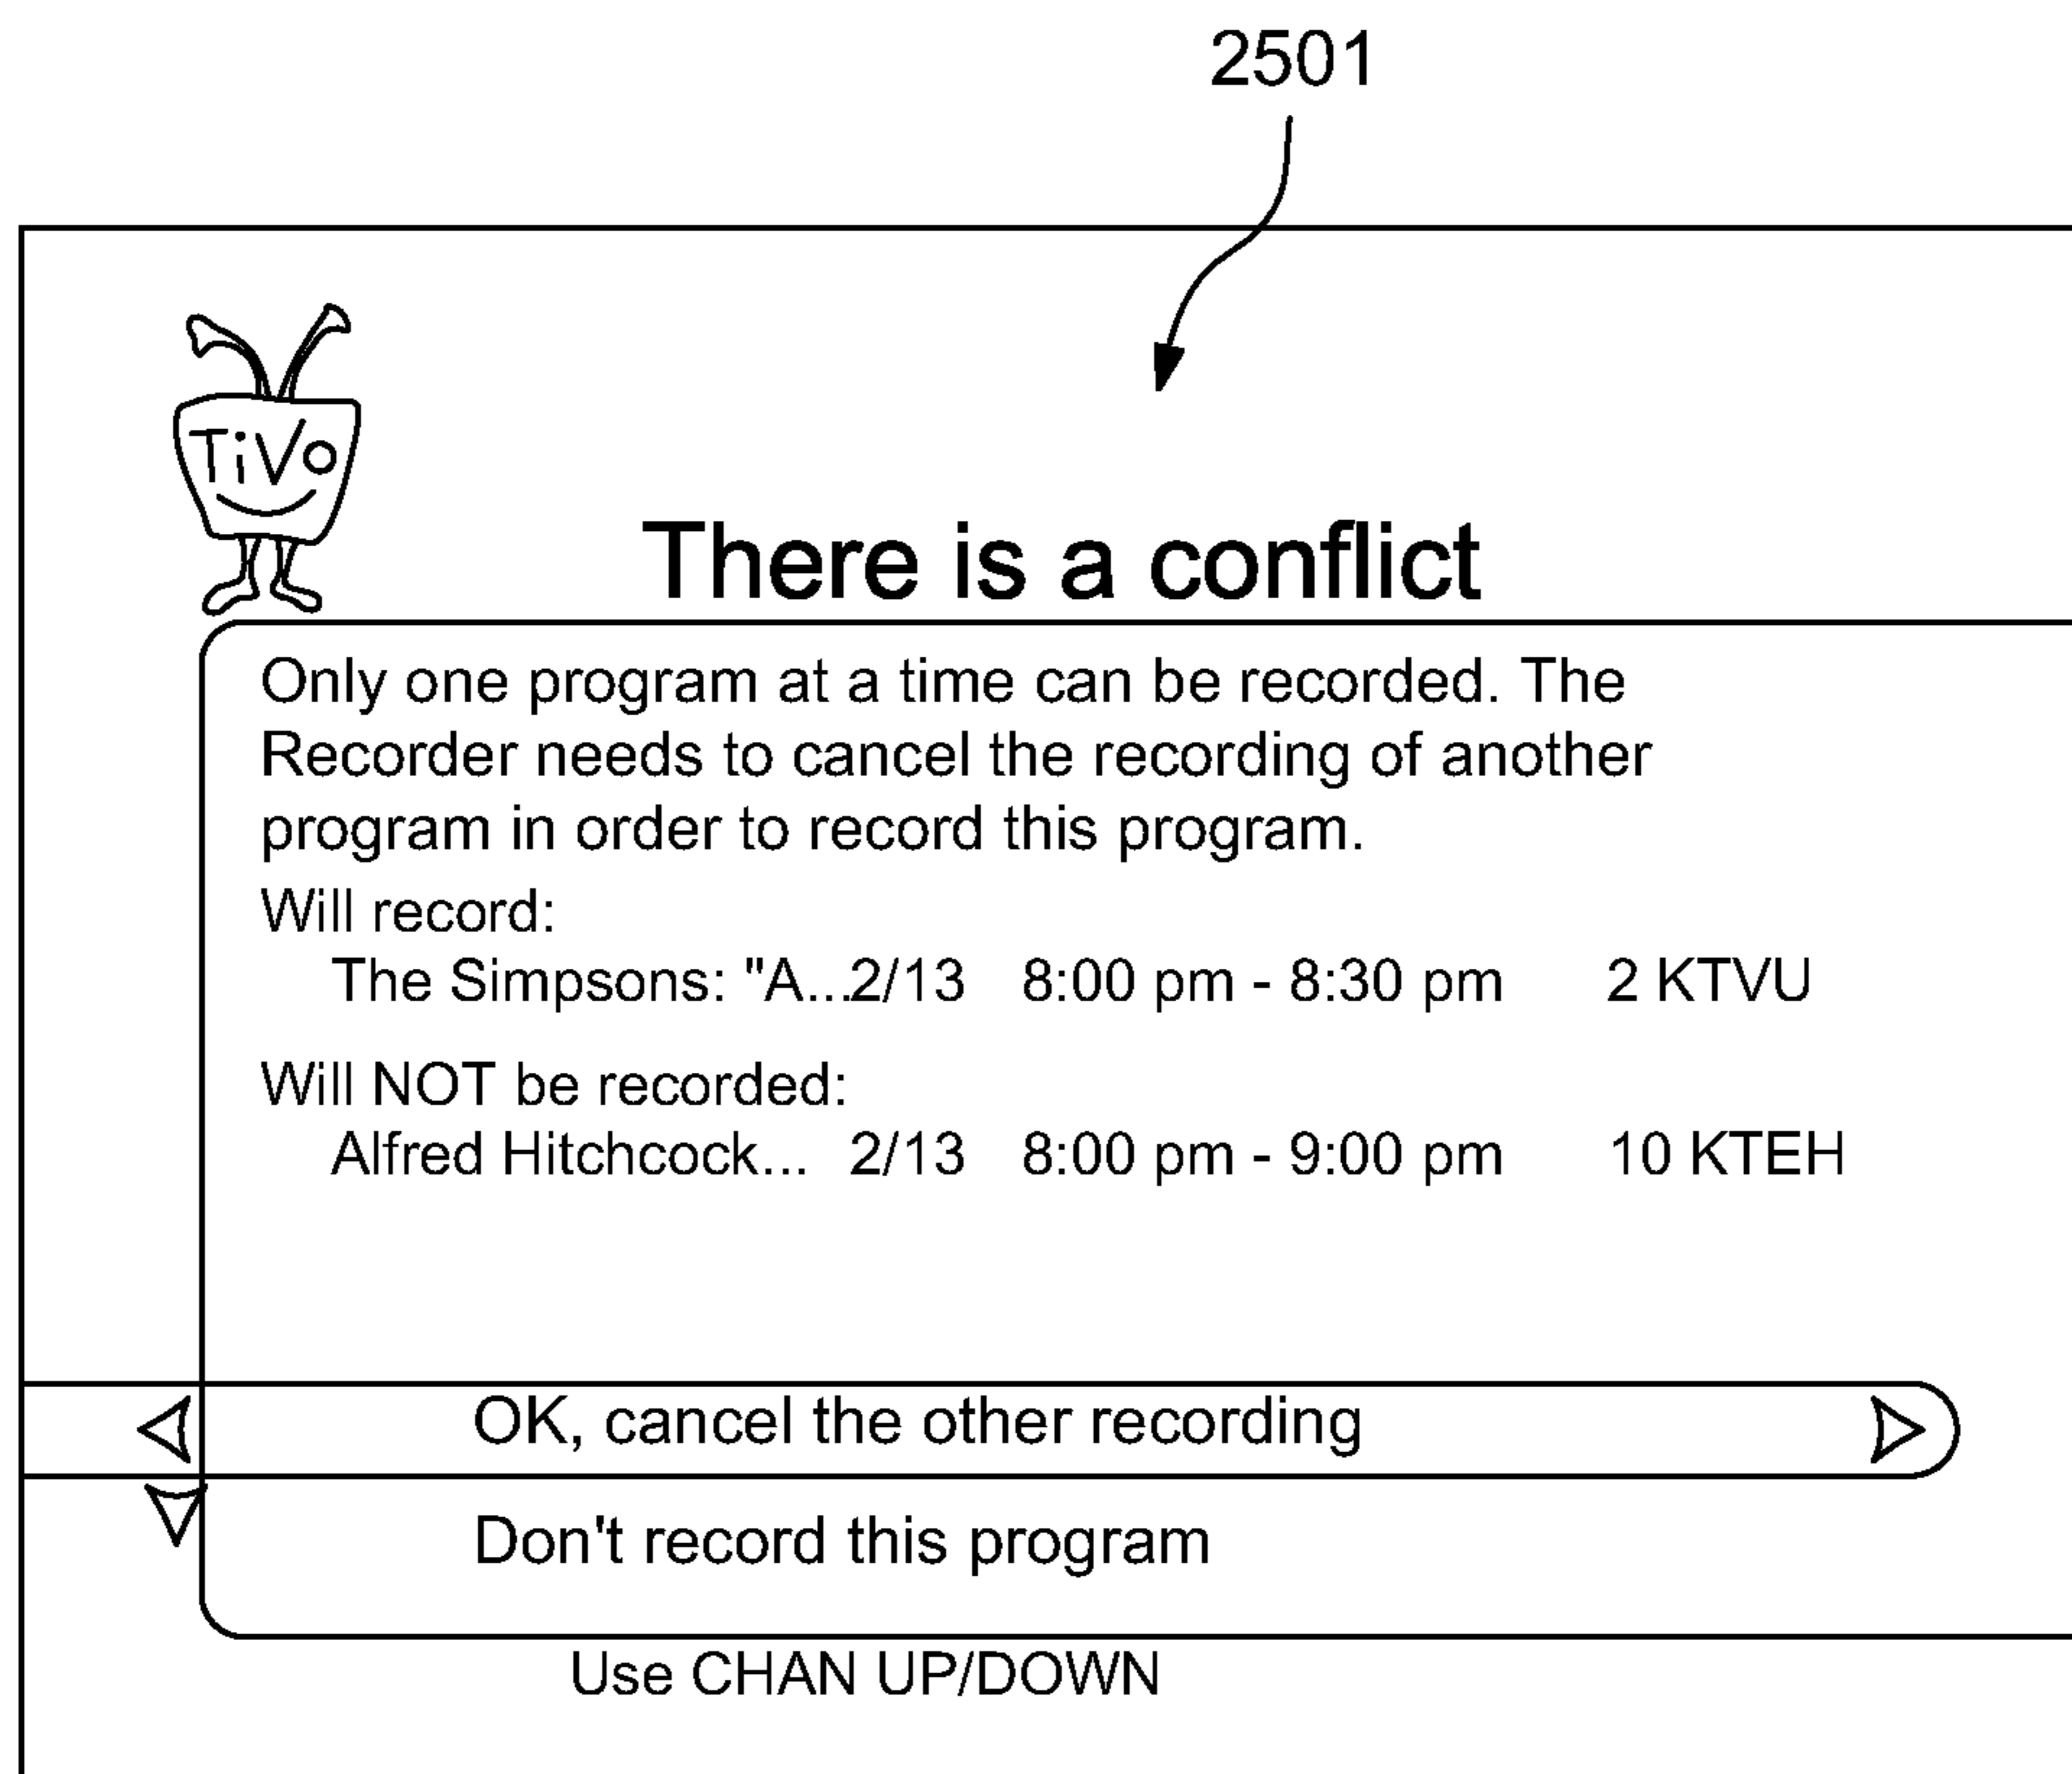 2501
TiVo
There is a conflict
Only one program at a time can be recorded. The
Recorder needs to cancel the recording of another
program in order to record this program.
Will record:
The Simpsons: "A...2/13 8:00 pm - 8:30 pm 2 KTVU
Will NOT be recorded:
Alfred Hitchcock... 2/13 8:00 pm - 9:00 pm 10 KTEH
OK, cancel the other recording
Don't record this program
Use CHAN UP/DOWN